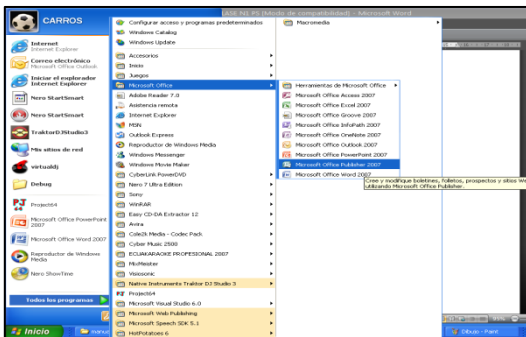 CARROS
ASE N1 PS (Modo de compatibilidad) - Microsoft Word
Internet
Internet Explorer
Correo electrónico
Microsoft Office Outlook
Iniciar el explorador
Internet Explorer
Nero StartSmart
Nero StartSmart
TraktorDJStudio3
Mis sitios de red
virtualdj
Debug
Project64
Microsoft Office PowerPoint
2007
Microsoft Office Word 2007
Reproductor de Windows
Media
Nero ShowTime
Todos los programas
Configurar acceso y programas predeterminados
Windows Catalog
Windows Update
Accesorios
Inicio
Juegos
Microsoft Office
Adobe Reader 7.0
Asistencia remota
Internet Explorer
MSN
Outlook Express
Reproductor de Windows Media
Windows Messenger
Windows Movie Maker
CyberLink PowerDVD
Nero 7 Ultra Edition
Sony
WinRAR
Easy CD-DA Extractor 12
Avira
Cole2k Media - Codec Pack
Cyber Music 2500
ECUAKARAOKE PROFESIONAL 2007
MixMeister
Visiosonic
Native Instruments Traktor DJ Studio 3
Project64
Microsoft Visual Studio 6.0
Microsoft Web Publishing
Microsoft Speech SDK 5.1
HotPotatoes 6
Macromedia
Herramientas de Microsoft Office
Microsoft Office Access 2007
Microsoft Office Excel 2007
Microsoft Office Groove 2007
Microsoft Office InfoPath 2007
Microsoft Office OneNote 2007
Microsoft Office Outlook 2007
Microsoft Office PowerPoint 2007
Microsoft Office Publisher 2007
Microsoft Office Word 2007
Cree y modifique boletines, folletos, prospectos y sitios We
utilizando Microsoft Office Publisher.
Inicio
manua
Dibujo - Paint